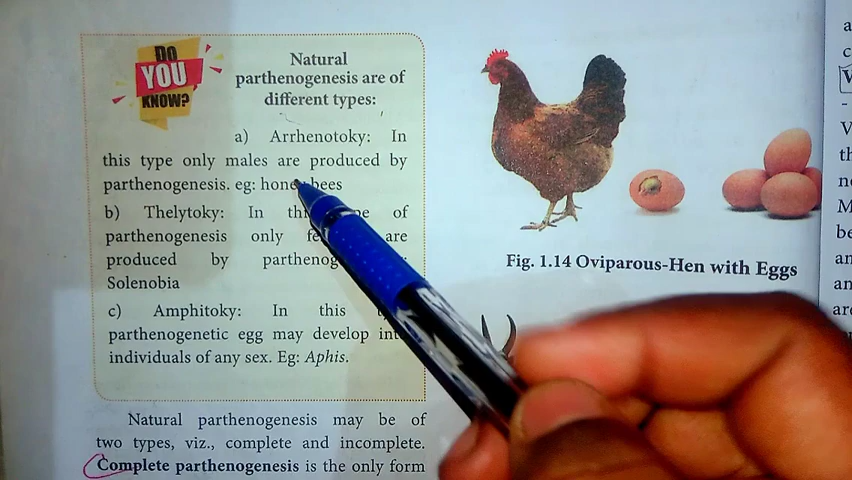 DO
YOU
KNOW?
Natural
parthenogenesis are of
different types:
a) Arrhenotoky: In
this type only males are produced by
parthenogenesis. eg: honey bees
b) Thelytoky: In of
parthenogenesis only are
produced by
Solenobia
c) Amphitoky: In this
parthenogenetic egg may develop
individuals of any sex. Eg: Aphis.
Natural parthenogenesis may be of
two types, viz., complete and incomplete.
Complete parthenogenesis is the only form
Fig. 1.14 Oviparous-Hen with Eggs